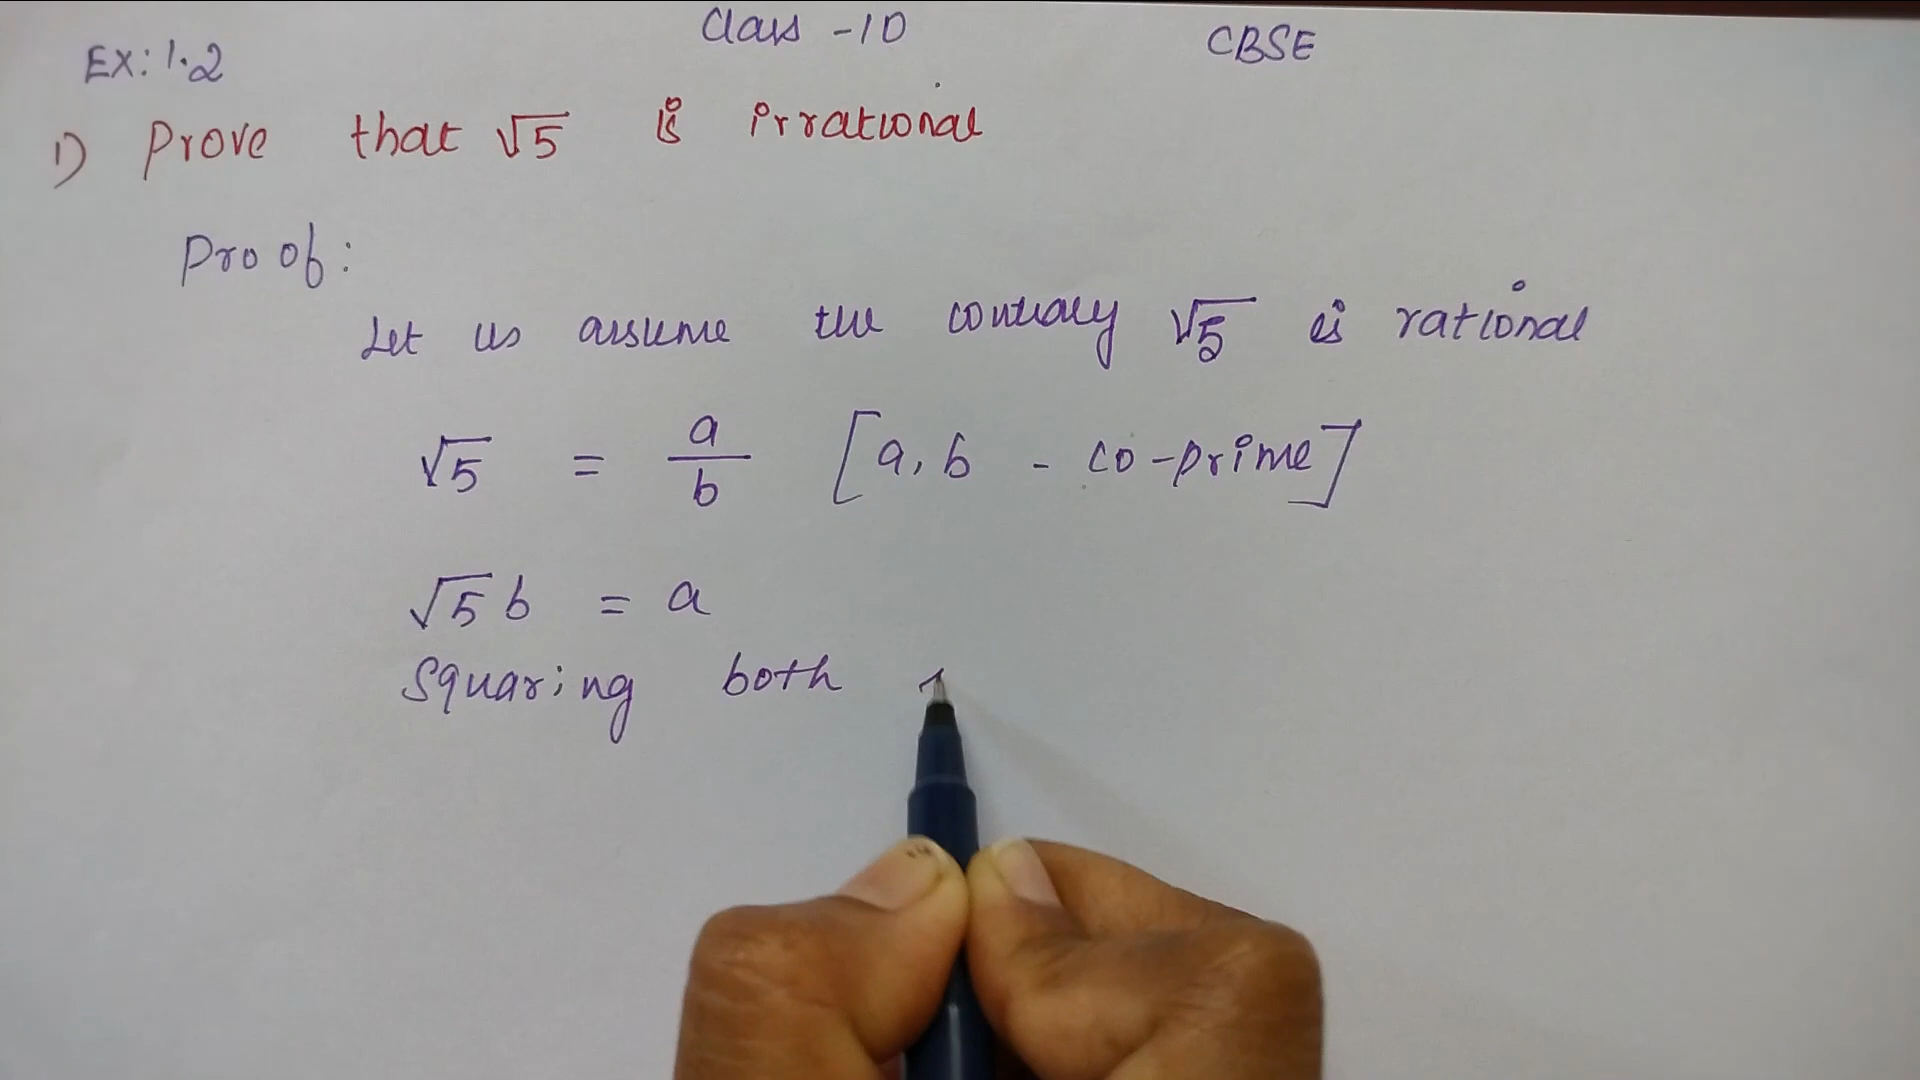 Class -10 CBSE
Ex: 1.2
1) Prove that √5 is irrational
Proof:
Let us assume the contrary √5 is rational
√5 = a/b [a, b - co-prime]
√5 b = a
Squaring both